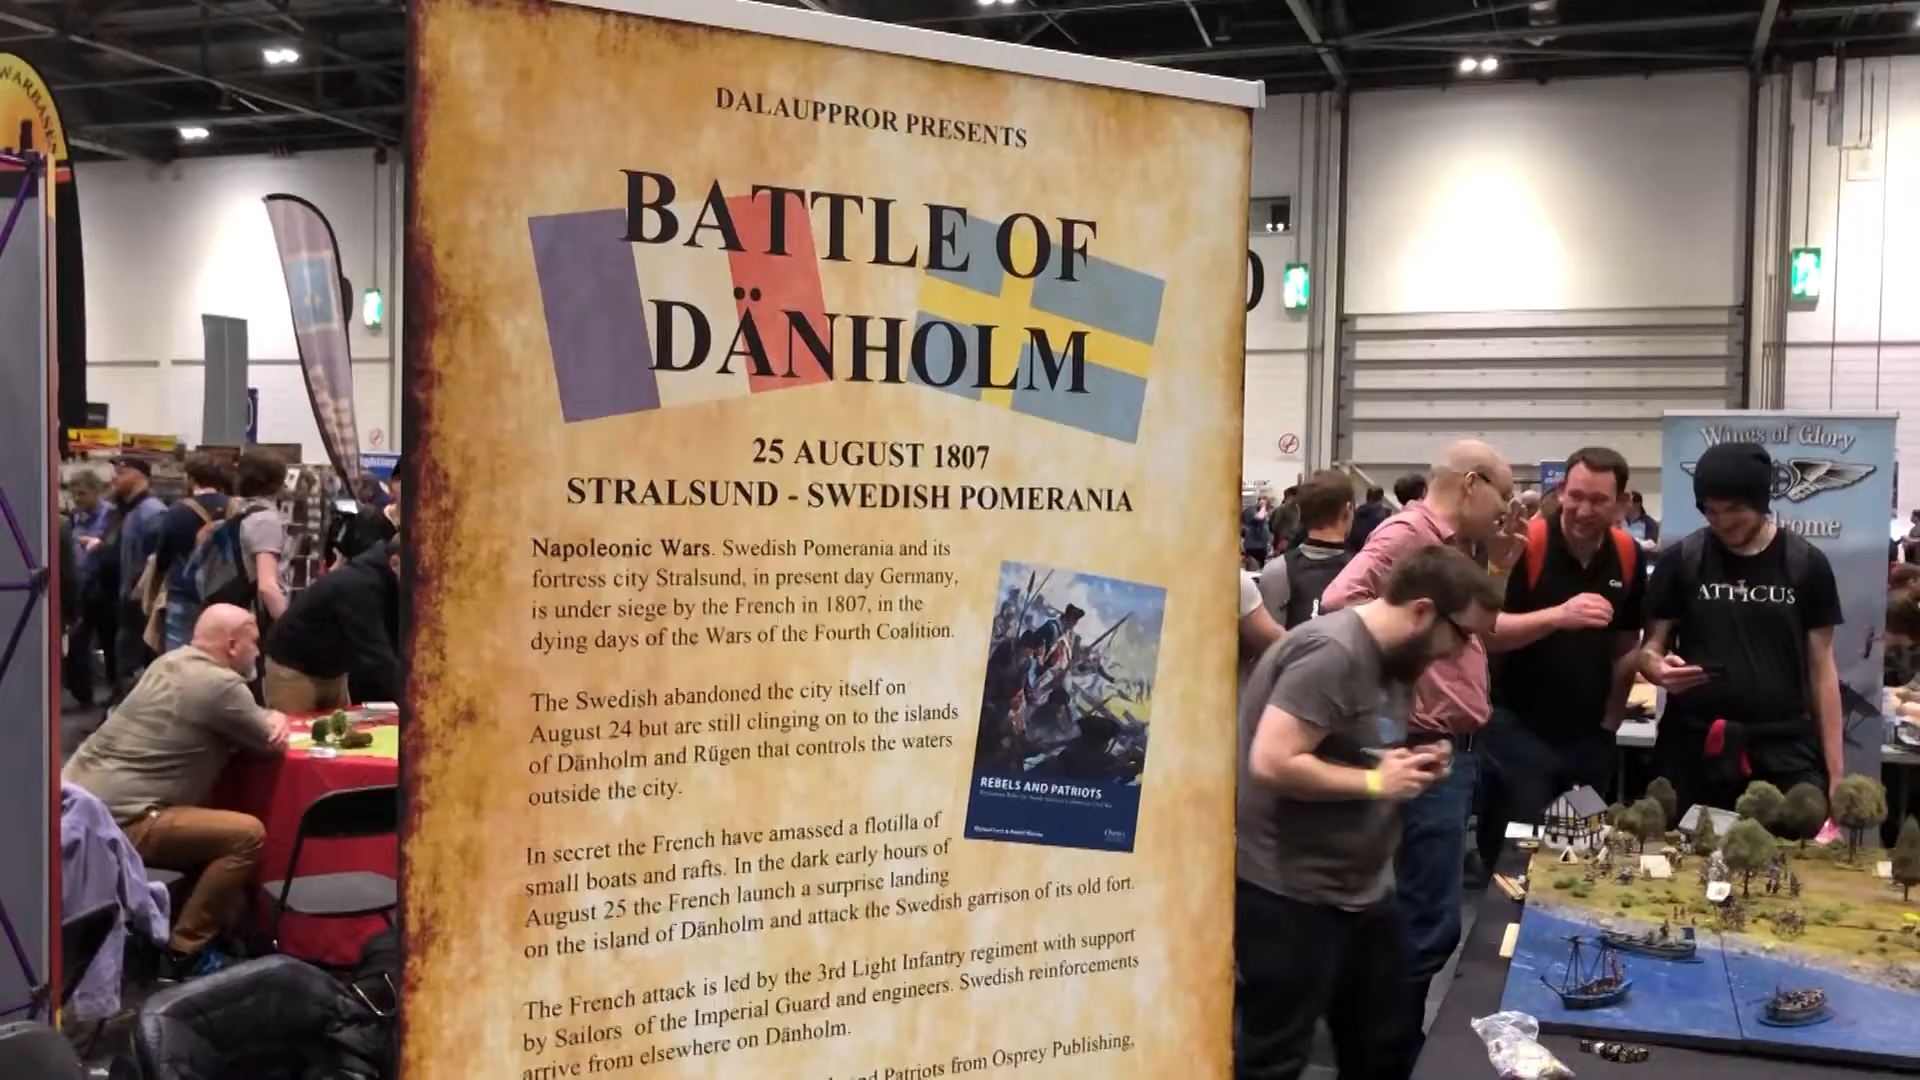 WARBASES
DALAUPPROR PRESENTS
BATTLE OF
DÄNHOLM
25 AUGUST 1807
STRALSUND - SWEDISH POMERANIA
Napoleonic Wars. Swedish Pomerania and its
fortress city Stralsund, in present day Germany,
is under siege by the French in 1807, in the
dying days of the Wars of the Fourth Coalition.
The Swedish abandoned the city itself on
August 24 but are still clinging on to the islands
of Dänholm and Rügen that controls the waters
outside the city.
In secret the French have amassed a flotilla of
small boats and rafts. In the dark early hours of
August 25 the French launch a surprise landing
on the island of Dänholm and attack the Swedish garrison of its old fort.
The French attack is led by the 3rd Light Infantry regiment with support
by Sailors of the Imperial Guard and engineers. Swedish reinforcements
arrive from elsewhere on Dänholm.
and Patriots from Osprey Publishing,
REBELS AND PATRIOTS
Wings of Glory
drome
ATTICUS